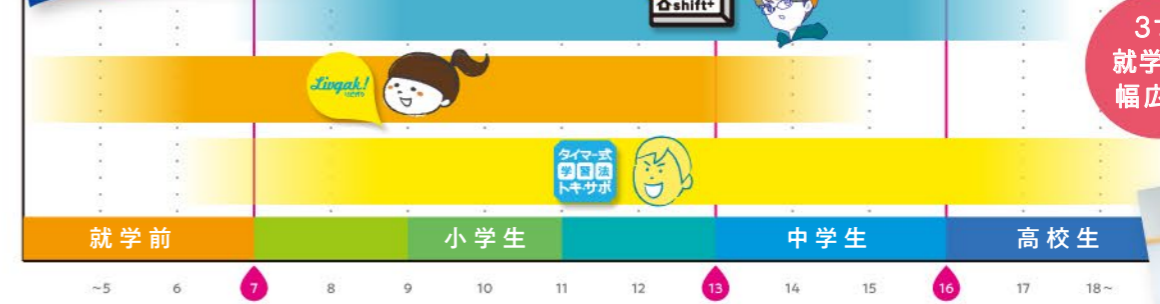 shift+
3つ
就学
幅広
Livgak!
タイマー式
学習法
トキ・サポ
就学前
小学生
中学生
高校生
~5 6 7 8 9 10 11 12 13 14 15 16 17 18~